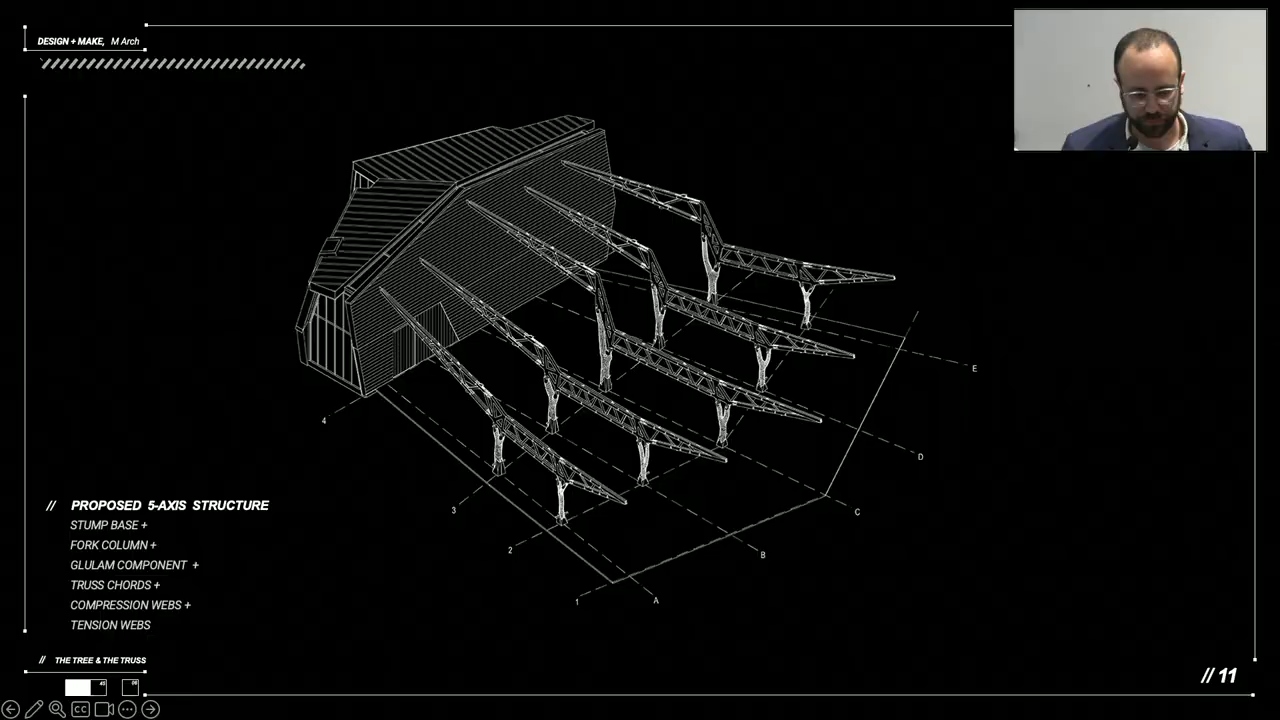 DESIGN + MAKE, M Arch
E
4
D
3
C
2
B
1
A
// PROPOSED 5-AXIS STRUCTURE
STUMP BASE +
FORK COLUMN +
GLULAM COMPONENT +
TRUSS CHORDS +
COMPRESSION WEBS +
TENSION WEBS
// THE TREE & THE TRUSS
// 11
CC